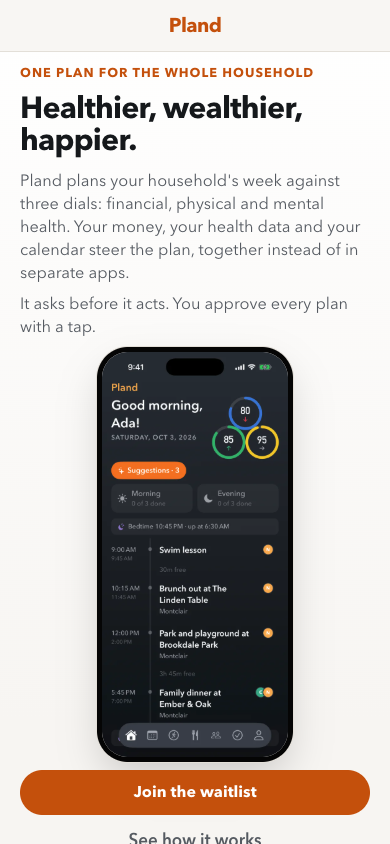 Pland
ONE PLAN FOR THE WHOLE HOUSEHOLD
Healthier, wealthier,
happier.
Pland plans your household's week against
three dials: financial, physical and mental
health. Your money, your health data and your
calendar steer the plan, together instead of in
separate apps.
It asks before it acts. You approve every plan
with a tap.
9:41
Pland
Good morning,
Ada!
SATURDAY, OCT 3, 2026
80
85
95
Suggestions · 3
Morning
0 of 3 done
Evening
0 of 3 done
Bedtime 10:45 PM · up at 6:30 AM
9:00 AM
9:45 AM
Swim lesson
30m free
10:15 AM
11:45 AM
Brunch out at The
Linden Table
Montclair
12:00 PM
2:00 PM
Park and playground at
Brookdale Park
Montclair
3h 45m free
5:45 PM
7:00 PM
Family dinner at
Ember & Oak
Montclair
Join the waitlist
See how it works